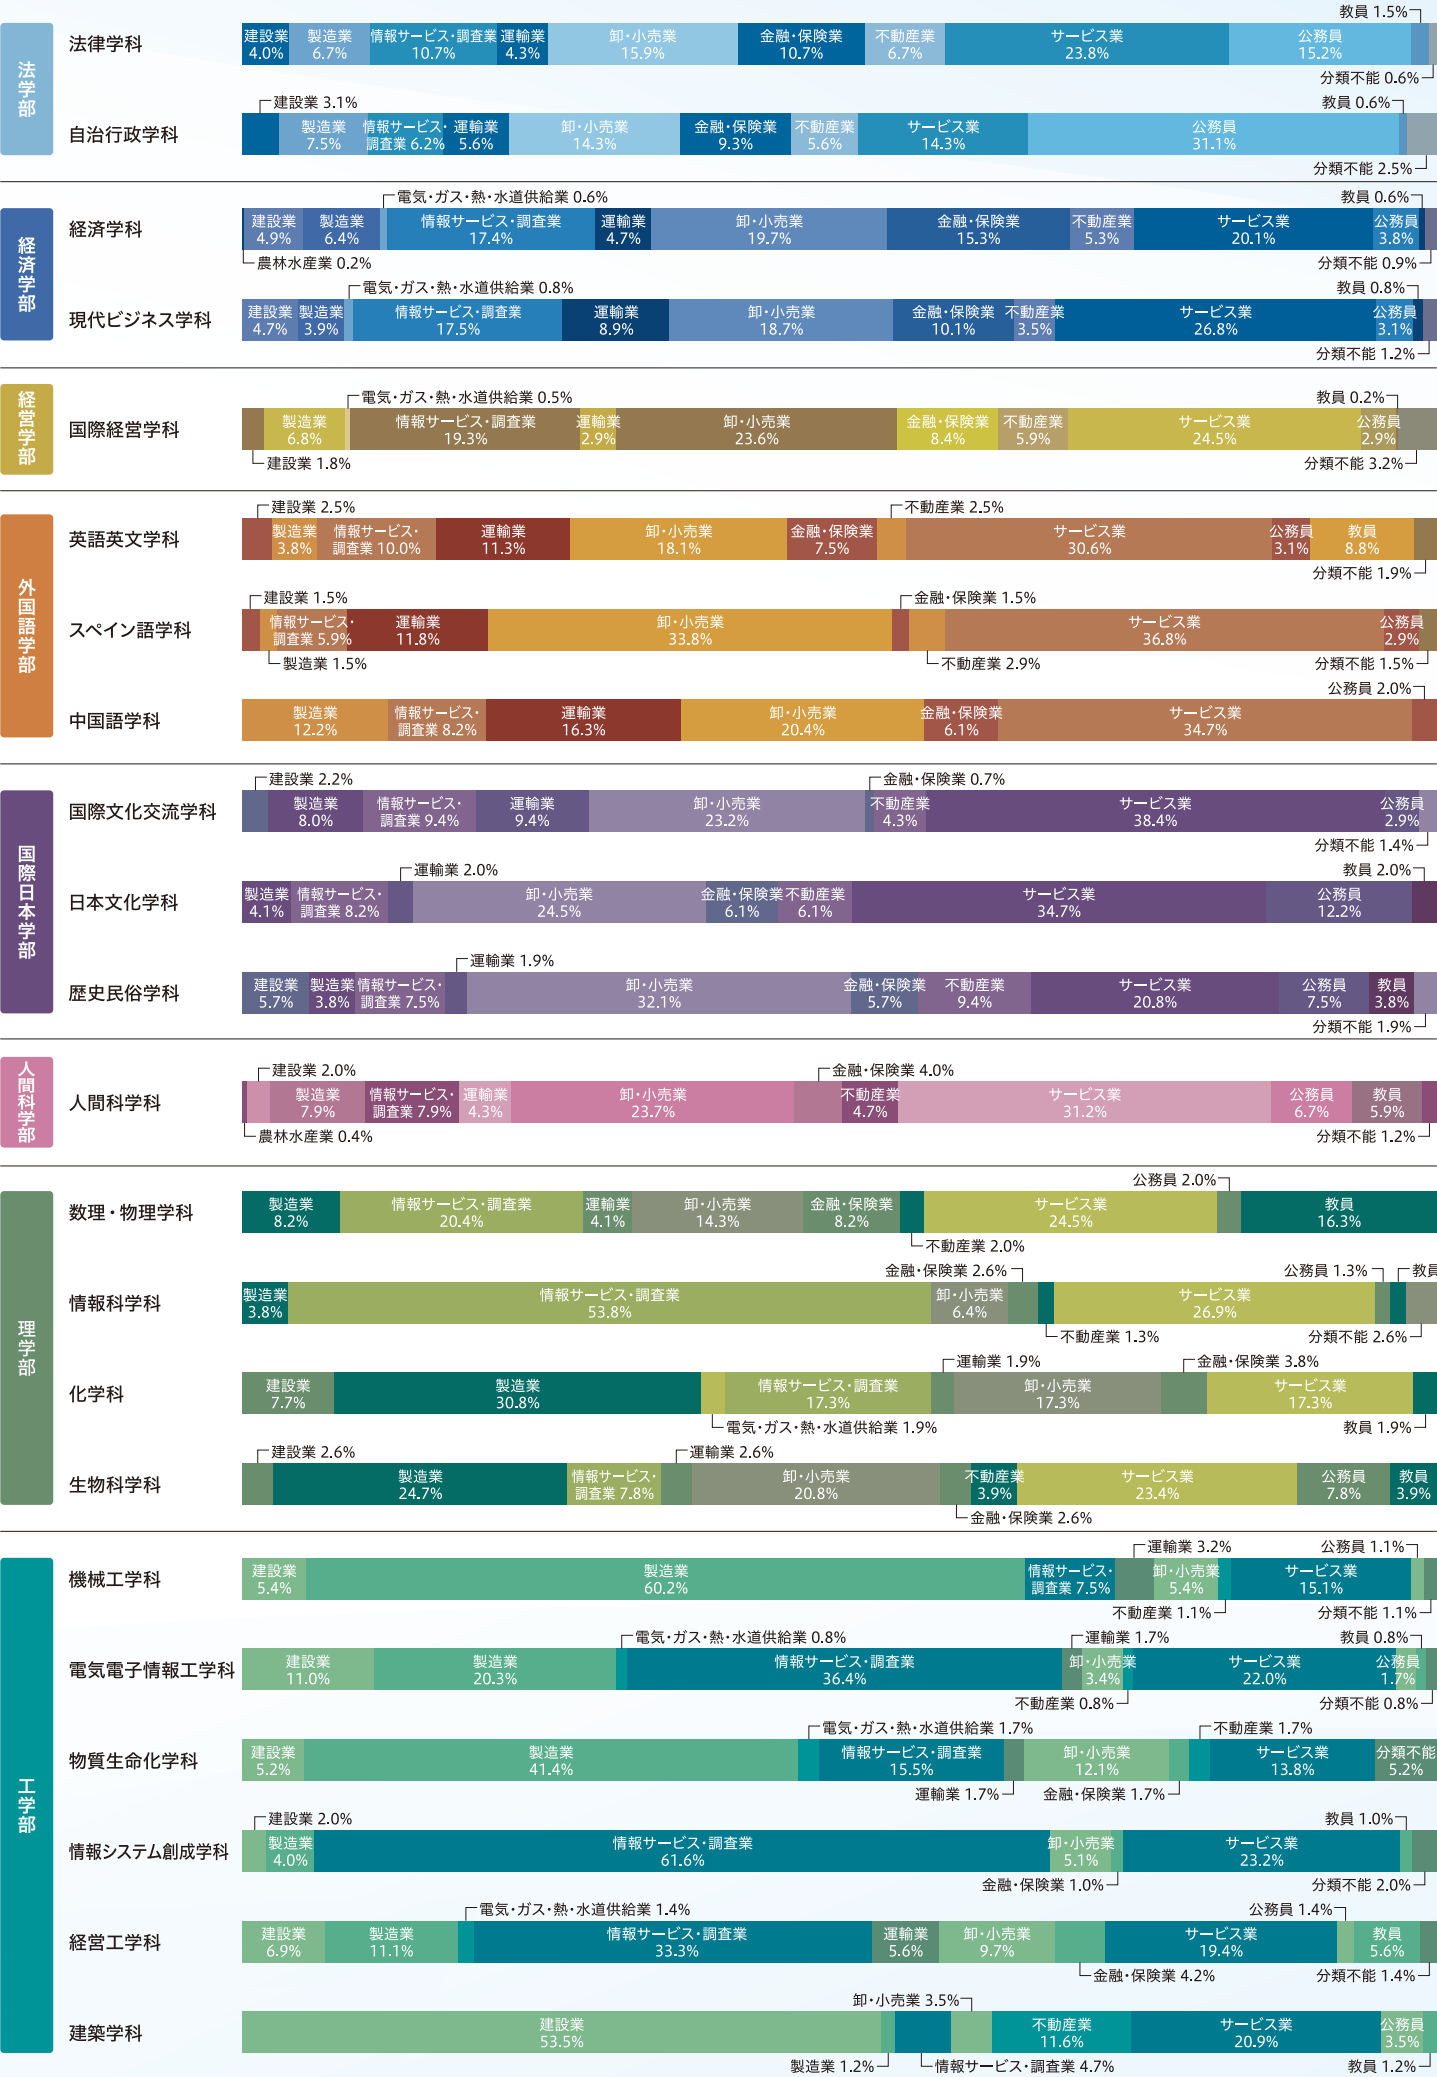 法学部
法律学科
教員 1.5%
建設業
4.0%
製造業
6.7%
情報サービス・調査業
10.7%
運輸業
4.3%
卸・小売業
15.9%
金融・保険業
10.7%
不動産業
6.7%
サービス業
23.8%
公務員
15.2%
分類不能 0.6%
自治行政学科
建設業 3.1%
教員 0.6%
製造業
7.5%
情報サービス・
調査業 6.2%
運輸業
5.6%
卸・小売業
14.3%
金融・保険業
9.3%
不動産業
5.6%
サービス業
14.3%
公務員
31.1%
分類不能 2.5%
経済学部
経済学科
電気・ガス・熱・水道供給業 0.6%
教員 0.6%
建設業
4.9%
製造業
6.4%
情報サービス・調査業
17.4%
運輸業
4.7%
卸・小売業
19.7%
金融・保険業
15.3%
不動産業
5.3%
サービス業
20.1%
公務員
3.8%
農林水産業 0.2%
分類不能 0.9%
現代ビジネス学科
電気・ガス・熱・水道供給業 0.8%
教員 0.8%
建設業
4.7%
製造業
3.9%
情報サービス・調査業
17.5%
運輸業
8.9%
卸・小売業
18.7%
金融・保険業
10.1%
不動産業
3.5%
サービス業
26.8%
公務員
3.1%
分類不能 1.2%
経営学部
国際経営学科
電気・ガス・熱・水道供給業 0.5%
教員 0.2%
製造業
6.8%
情報サービス・調査業
19.3%
運輸業
2.9%
卸・小売業
23.6%
金融・保険業
8.4%
不動産業
5.9%
サービス業
24.5%
公務員
2.9%
建設業 1.8%
分類不能 3.2%
外国語学部
英語英文学科
建設業 2.5%
不動産業 2.5%
製造業
3.8%
情報サービス・
調査業 10.0%
運輸業
11.3%
卸・小売業
18.1%
金融・保険業
7.5%
サービス業
30.6%
公務員
3.1%
教員
8.8%
分類不能 1.9%
スペイン語学科
建設業 1.5%
金融・保険業 1.5%
情報サービス・
調査業 5.9%
運輸業
11.8%
卸・小売業
33.8%
サービス業
36.8%
公務員
2.9%
製造業 1.5%
不動産業 2.9%
分類不能 1.5%
中国語学科
公務員 2.0%
製造業
12.2%
情報サービス・
調査業 8.2%
運輸業
16.3%
卸・小売業
20.4%
金融・保険業
6.1%
サービス業
34.7%
国際日本学部
国際文化交流学科
建設業 2.2%
金融・保険業 0.7%
製造業
8.0%
情報サービス・
調査業 9.4%
運輸業
9.4%
卸・小売業
23.2%
不動産業
4.3%
サービス業
38.4%
公務員
2.9%
分類不能 1.4%
日本文化学科
運輸業 2.0%
教員 2.0%
製造業
4.1%
情報サービス・
調査業 8.2%
卸・小売業
24.5%
金融・保険業
6.1%
不動産業
6.1%
サービス業
34.7%
公務員
12.2%
歴史民俗学科
運輸業 1.9%
建設業
5.7%
製造業
3.8%
情報サービス・
調査業 7.5%
卸・小売業
32.1%
金融・保険業
5.7%
不動産業
9.4%
サービス業
20.8%
公務員
7.5%
教員
3.8%
分類不能 1.9%
人間科学部
人間科学科
建設業 2.0%
金融・保険業 4.0%
製造業
7.9%
情報サービス・
調査業 7.9%
運輸業
4.3%
卸・小売業
23.7%
不動産業
4.7%
サービス業
31.2%
公務員
6.7%
教員
5.9%
農林水産業 0.4%
分類不能 1.2%
理学部
数理・物理学科
公務員 2.0%
製造業
8.2%
情報サービス・調査業
20.4%
運輸業
4.1%
卸・小売業
14.3%
金融・保険業
8.2%
サービス業
24.5%
教員
16.3%
不動産業 2.0%
情報科学科
金融・保険業 2.6%
公務員 1.3%
教員
製造業
3.8%
情報サービス・調査業
53.8%
卸・小売業
6.4%
サービス業
26.9%
不動産業 1.3%
分類不能 2.6%
化学科
運輸業 1.9%
金融・保険業 3.8%
建設業
7.7%
製造業
30.8%
情報サービス・調査業
17.3%
卸・小売業
17.3%
サービス業
17.3%
電気・ガス・熱・水道供給業 1.9%
教員 1.9%
生物科学科
建設業 2.6%
運輸業 2.6%
製造業
24.7%
情報サービス・
調査業 7.8%
卸・小売業
20.8%
不動産業
3.9%
サービス業
23.4%
公務員
7.8%
教員
3.9%
金融・保険業 2.6%
工学部
機械工学科
運輸業 3.2%
公務員 1.1%
建設業
5.4%
製造業
60.2%
情報サービス・
調査業 7.5%
卸・小売業
5.4%
サービス業
15.1%
不動産業 1.1%
分類不能 1.1%
電気電子情報工学科
電気・ガス・熱・水道供給業 0.8%
運輸業 1.7%
教員 0.8%
建設業
11.0%
製造業
20.3%
情報サービス・調査業
36.4%
卸・小売業
3.4%
サービス業
22.0%
公務員
1.7%
不動産業 0.8%
分類不能 0.8%
物質生命化学科
電気・ガス・熱・水道供給業 1.7%
不動産業 1.7%
建設業
5.2%
製造業
41.4%
情報サービス・調査業
15.5%
卸・小売業
12.1%
サービス業
13.8%
分類不能
5.2%
運輸業 1.7%
金融・保険業 1.7%
情報システム創成学科
建設業 2.0%
教員 1.0%
製造業
4.0%
情報サービス・調査業
61.6%
卸・小売業
5.1%
サービス業
23.2%
金融・保険業 1.0%
分類不能 2.0%
経営工学科
電気・ガス・熱・水道供給業 1.4%
公務員 1.4%
建設業
6.9%
製造業
11.1%
情報サービス・調査業
33.3%
運輸業
5.6%
卸・小売業
9.7%
サービス業
19.4%
教員
5.6%
金融・保険業 4.2%
分類不能 1.4%
建築学科
卸・小売業 3.5%
建設業
53.5%
不動産業
11.6%
サービス業
20.9%
公務員
3.5%
製造業 1.2%
情報サービス・調査業 4.7%
教員 1.2%